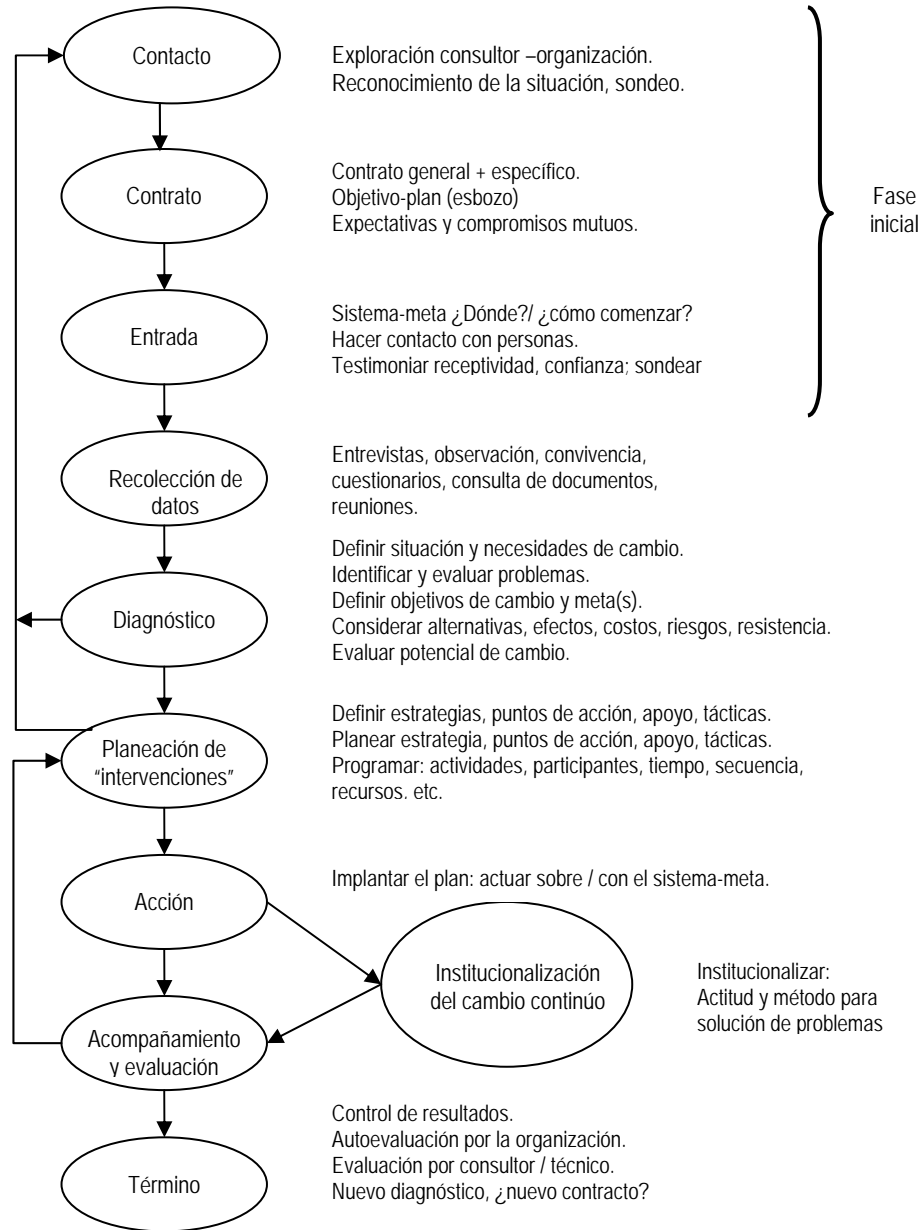 Contacto
Exploración consultor –organización.
Reconocimiento de la situación, sondeo.
Contrato
Contrato general + específico.
Objetivo-plan (esbozo)
Expectativas y compromisos mutuos.
Fase
inicial
Entrada
Sistema-meta ¿Dónde?/ ¿cómo comenzar?
Hacer contacto con personas.
Testimoniar receptividad, confianza; sondear
Recolección de
datos
Entrevistas, observación, convivencia,
cuestionarios, consulta de documentos,
reuniones.
Diagnóstico
Definir situación y necesidades de cambio.
Identificar y evaluar problemas.
Definir objetivos de cambio y meta(s).
Considerar alternativas, efectos, costos, riesgos, resistencia.
Evaluar potencial de cambio.
Planeación de
“intervenciones”
Definir estrategias, puntos de acción, apoyo, tácticas.
Planear estrategia, puntos de acción, apoyo, tácticas.
Programar: actividades, participantes, tiempo, secuencia,
recursos. etc.
Acción
Implantar el plan: actuar sobre / con el sistema-meta.
Institucionalización
del cambio continúo
Institucionalizar:
Actitud y método para
solución de problemas
Acompañamiento
y evaluación
Término
Control de resultados.
Autoevaluación por la organización.
Evaluación por consultor / técnico.
Nuevo diagnóstico, ¿nuevo contracto?